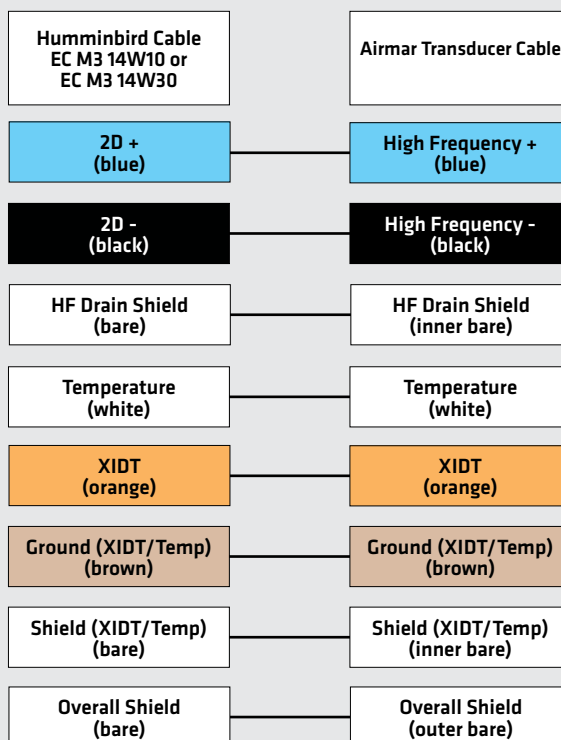 Humminbird Cable
EC M3 14W10 or
EC M3 14W30
Airmar Transducer Cable
2D +
(blue)
High Frequency +
(blue)
2D -
(black)
High Frequency -
(black)
HF Drain Shield
(bare)
HF Drain Shield
(inner bare)
Temperature
(white)
Temperature
(white)
XIDT
(orange)
XIDT
(orange)
Ground (XIDT/Temp)
(brown)
Ground (XIDT/Temp)
(brown)
Shield (XIDT/Temp)
(bare)
Shield (XIDT/Temp)
(inner bare)
Overall Shield
(bare)
Overall Shield
(outer bare)